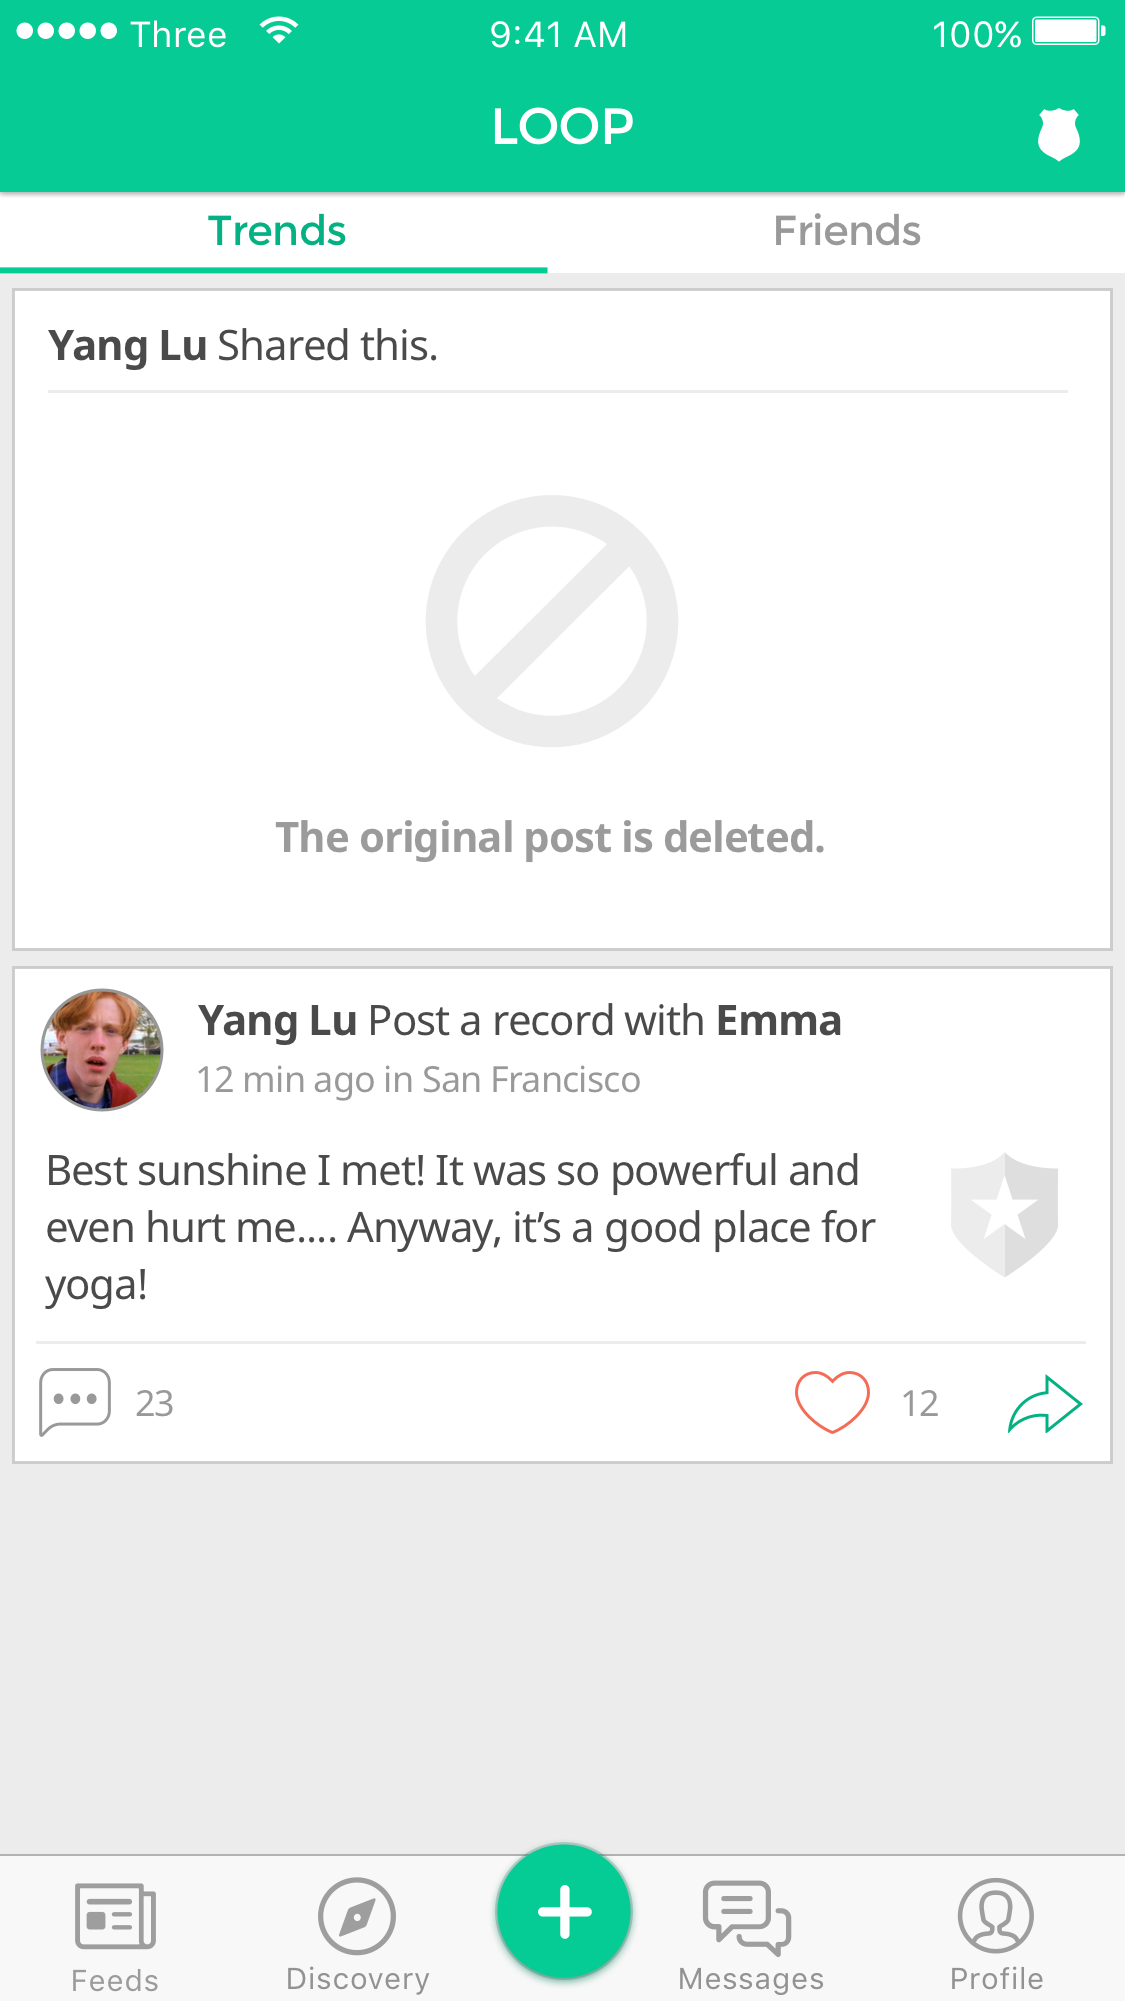 Three
9:41 AM
100%
LOOP
Trends
Friends
Yang Lu Shared this.
The original post is deleted.
Yang Lu Post a record with Emma
12 min ago in San Francisco
Best sunshine I met! It was so powerful and
even hurt me.... Anyway, it’s a good place for
yoga!
23
12
Feeds
Discovery
Messages
Profile